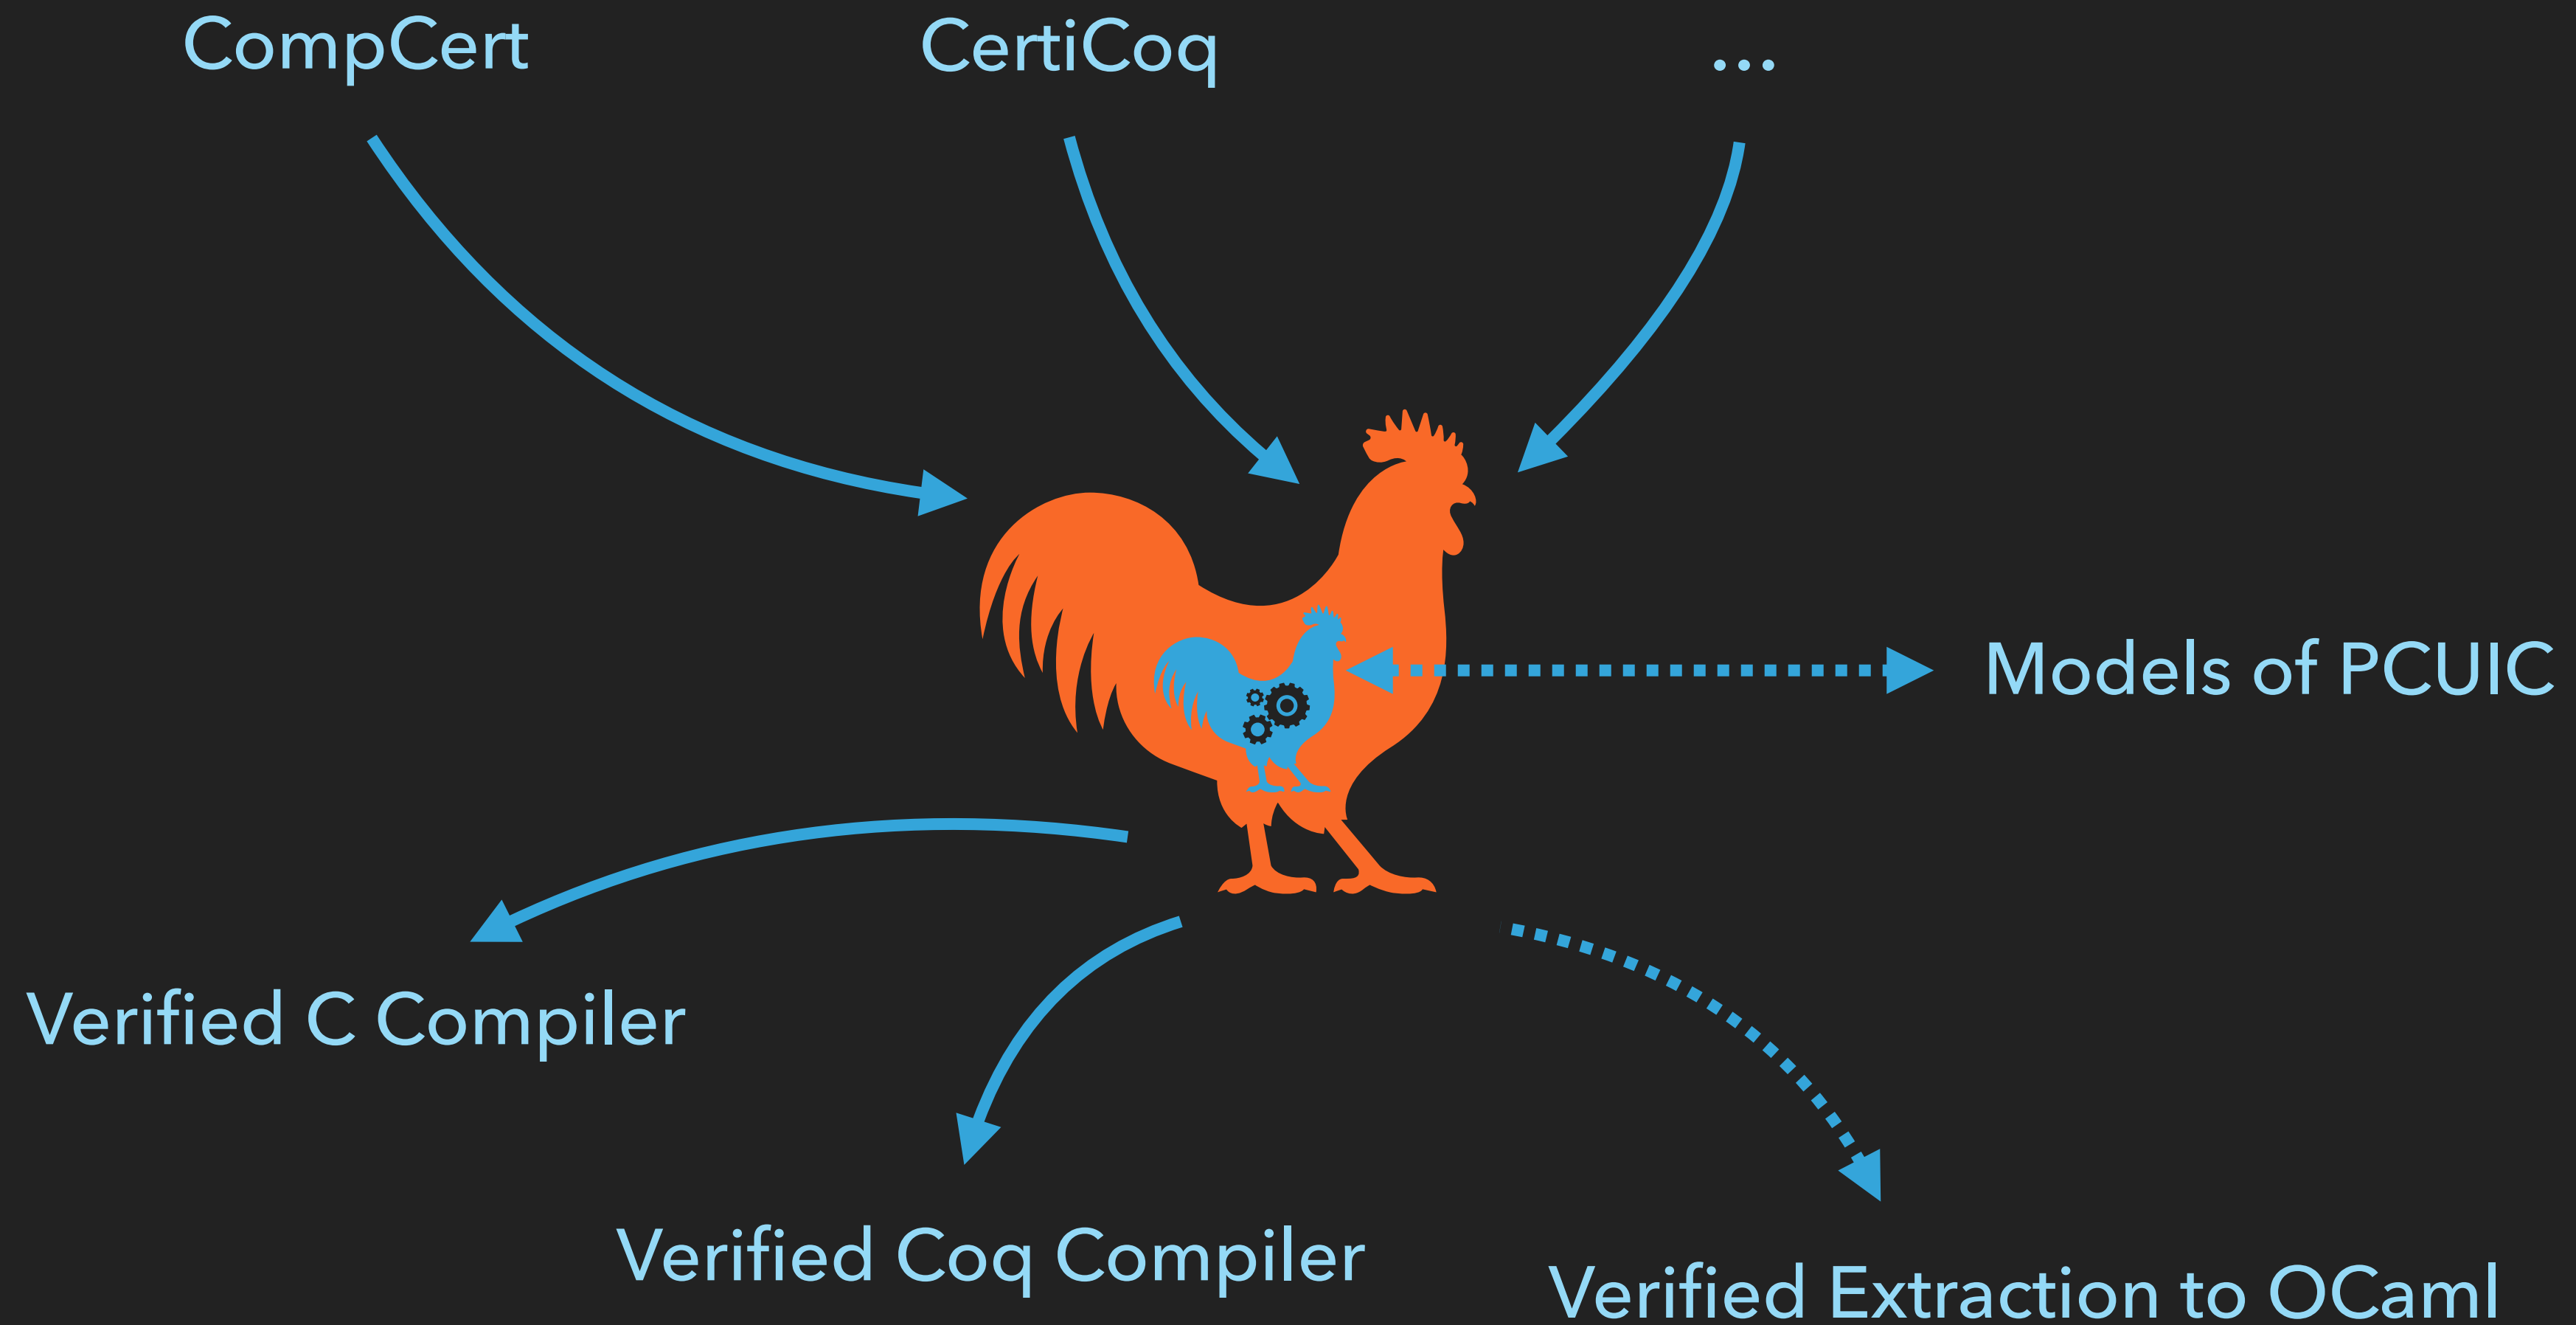 CompCert
CertiCoq
...
Models of PCUIC
Verified C Compiler
Verified Coq Compiler
Verified Extraction to OCaml